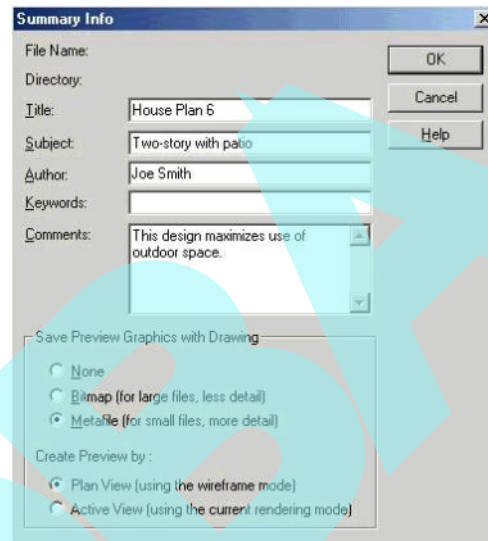 Summary Info
File Name:
OK
Directory:
Cancel
Title: House Plan 6
Help
Subject: Two-story with patio
Author: Joe Smith
Keywords:
Comments: This design maximizes use of
outdoor space.
Save Preview Graphics with Drawing
None
Bitmap (for large files, less detail)
Metafile (for small files, more detail)
Create Preview by :
Plan View (using the wireframe mode)
Active View (using the current rendering mode)